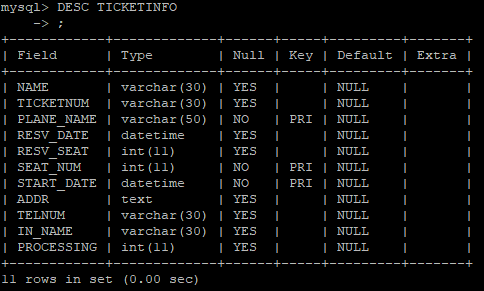 mysql> DESC TICKETINFO
    -> ;
+------------+-------------+------+-----+---------+-------+
| Field      | Type        | Null | Key | Default | Extra |
+------------+-------------+------+-----+---------+-------+
| NAME       | varchar(30) | YES  |     | NULL    |       |
| TICKETNUM  | varchar(30) | YES  |     | NULL    |       |
| PLANE_NAME | varchar(50) | NO   | PRI | NULL    |       |
| RESV_DATE  | datetime    | YES  |     | NULL    |       |
| RESV_SEAT  | int(11)     | YES  |     | NULL    |       |
| SEAT_NUM   | int(11)     | NO   | PRI | NULL    |       |
| START_DATE | datetime    | NO   | PRI | NULL    |       |
| ADDR       | text        | YES  |     | NULL    |       |
| TELNUM     | varchar(30) | YES  |     | NULL    |       |
| IN_NAME    | varchar(30) | YES  |     | NULL    |       |
| PROCESSING | int(11)     | YES  |     | NULL    |       |
+------------+-------------+------+-----+---------+-------+
11 rows in set (0.00 sec)